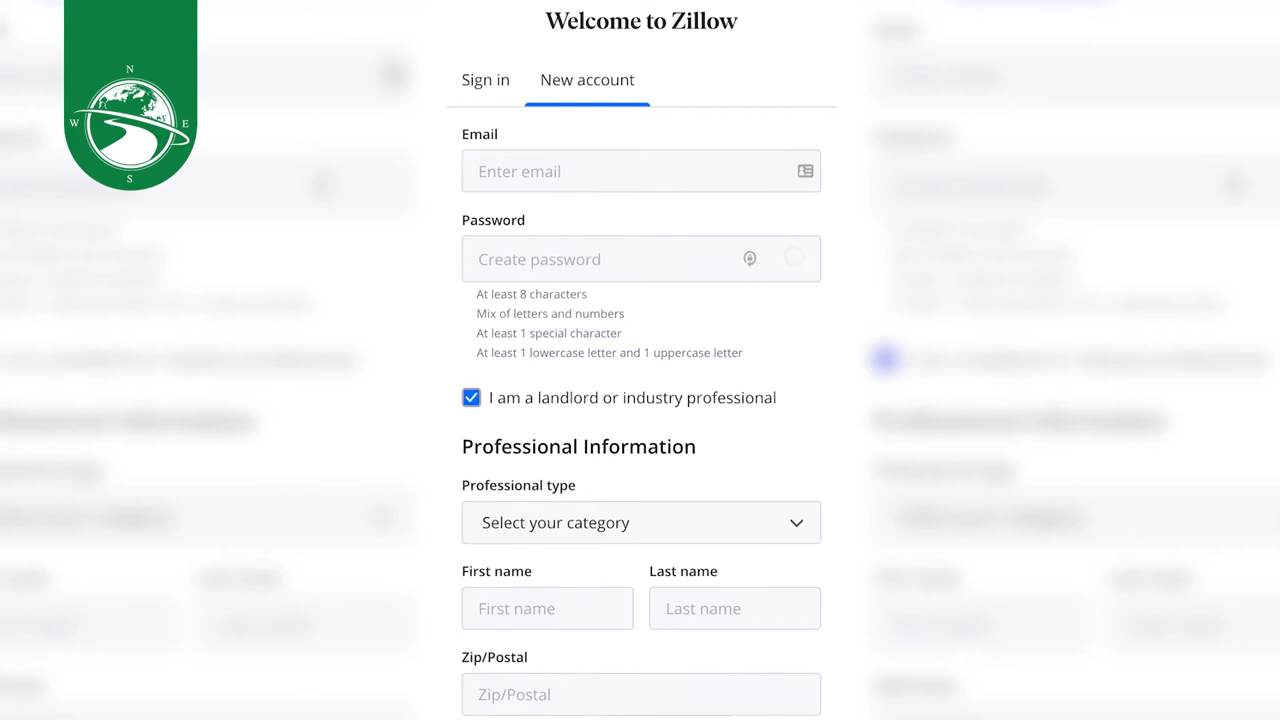 N
W
E
S
Welcome to Zillow
Sign in
New account
Email
Enter email
Password
Create password
At least 8 characters
Mix of letters and numbers
At least 1 special character
At least 1 lowercase letter and 1 uppercase letter
I am a landlord or industry professional
Professional Information
Professional type
Select your category
First name
Last name
First name
Last name
Zip/Postal
Zip/Postal